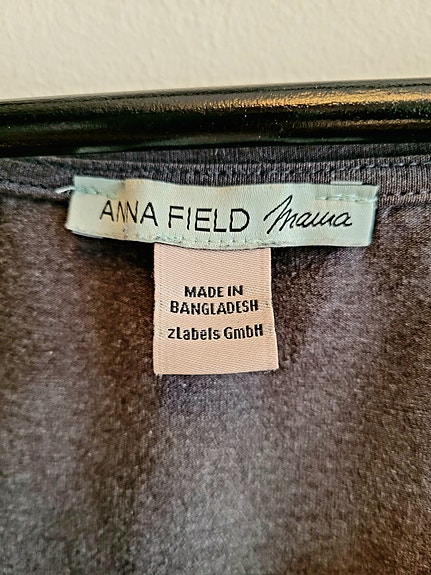 ANNA FIELD Mama
MADE IN
BANGLADESH
zLabels GmbH